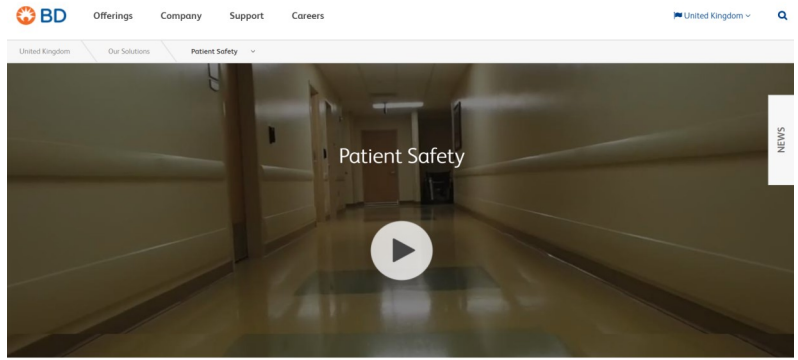 BD Offerings Company Support Careers United Kingdom
United Kingdom Our Solutions Patient Safety
NEWS
Patient Safety